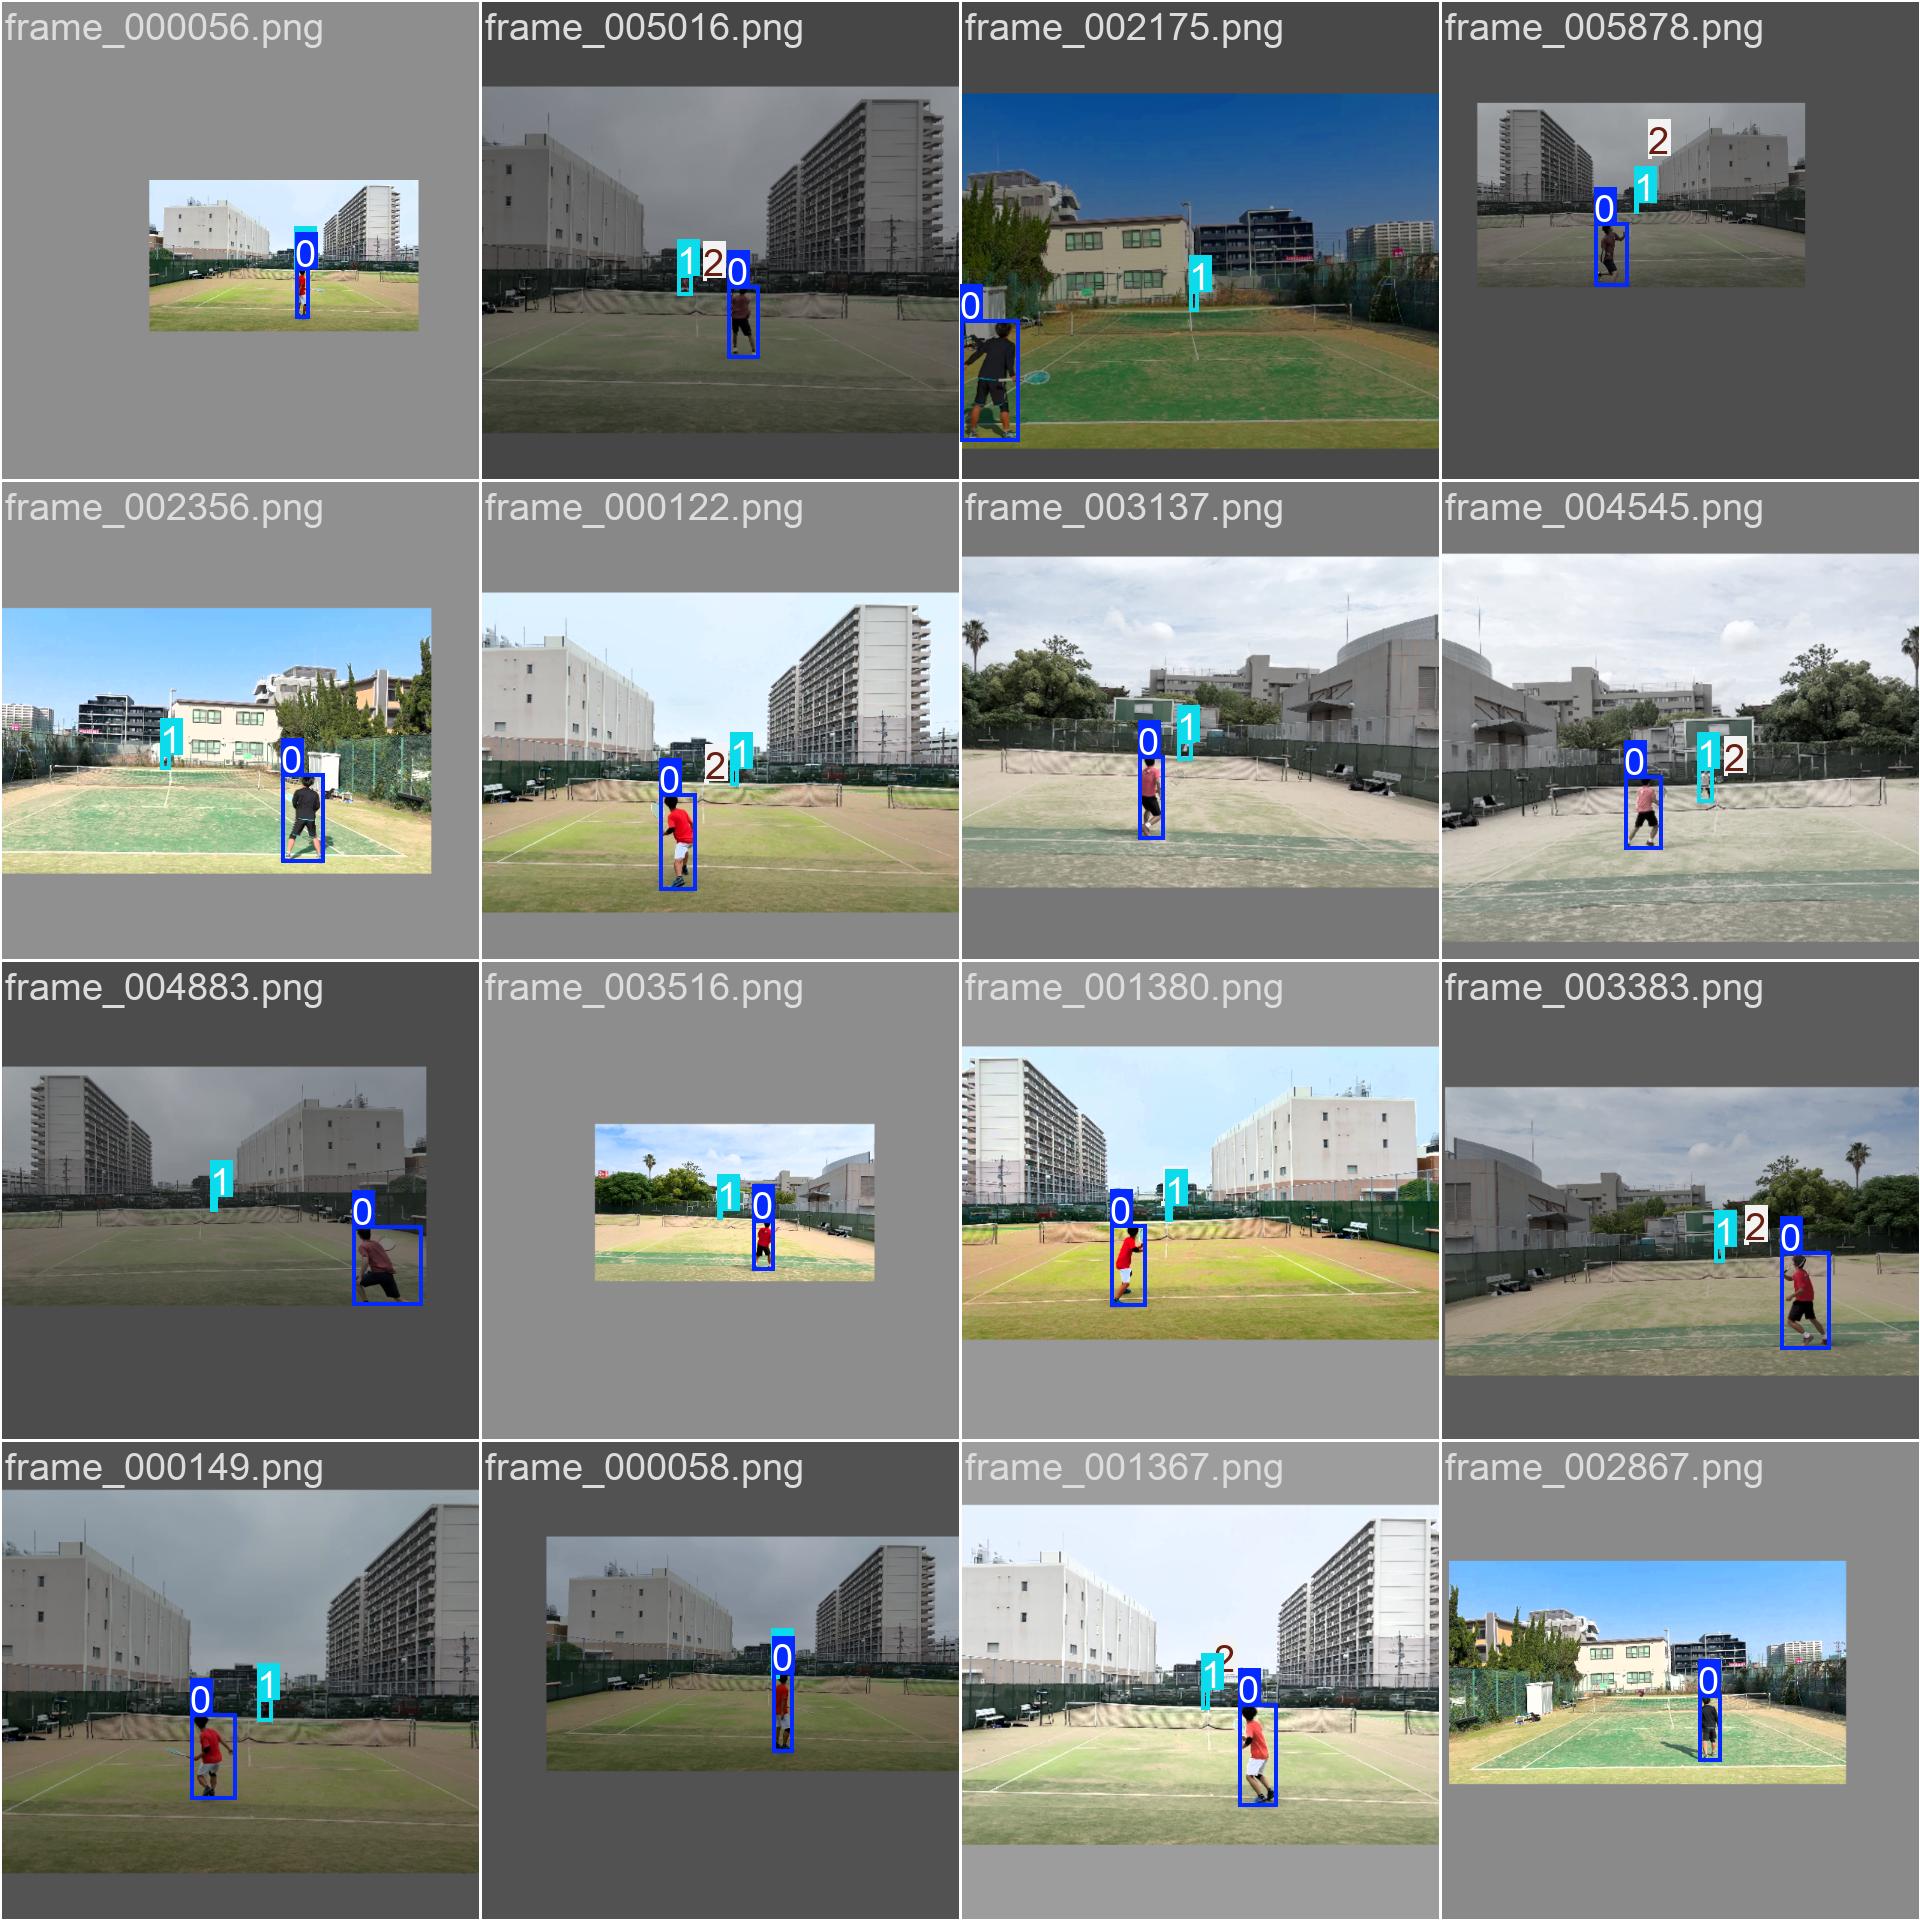 frame_000056.png
0
frame_005016.png
1 2 0
frame_002175.png
1
0
frame_005878.png
2
1
0
frame_002356.png
1
0
frame_000122.png
1
2
0
frame_003137.png
1
0
frame_004545.png
1 2
0
frame_004883.png
1
0
frame_003516.png
1
0
frame_001380.png
1
0
frame_003383.png
1 2
0
frame_000149.png
1
0
frame_000058.png
0
frame_001367.png
2
1
0
frame_002867.png
0